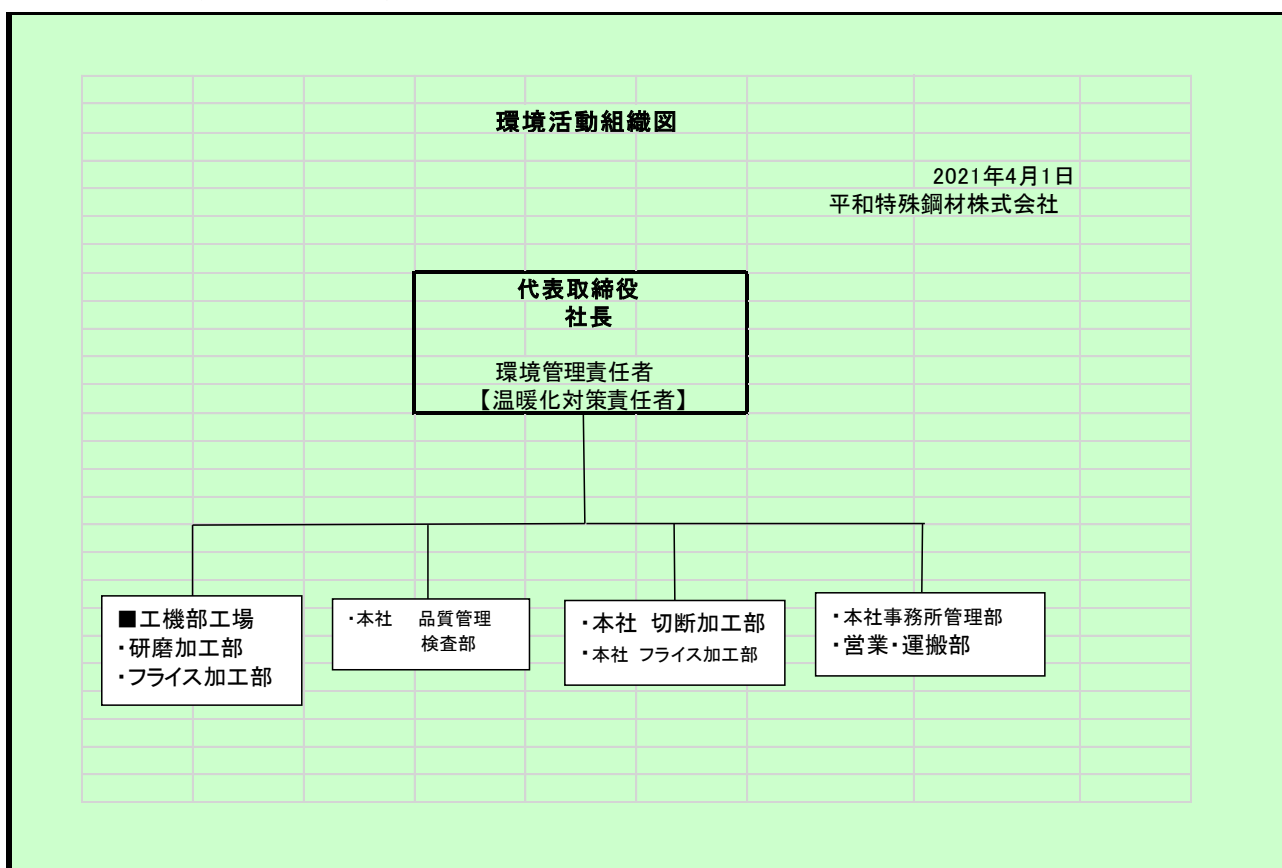 環境活動組織図
2021年4月1日
平和特殊鋼材株式会社
代表取締役
社長
環境管理責任者
【温暖化対策責任者】
■工機部工場
・研磨加工部
・フライス加工部
・本社　品質管理
検査部
・本社 切断加工部
・本社 フライス加工部
・本社事務所管理部
・営業・運搬部